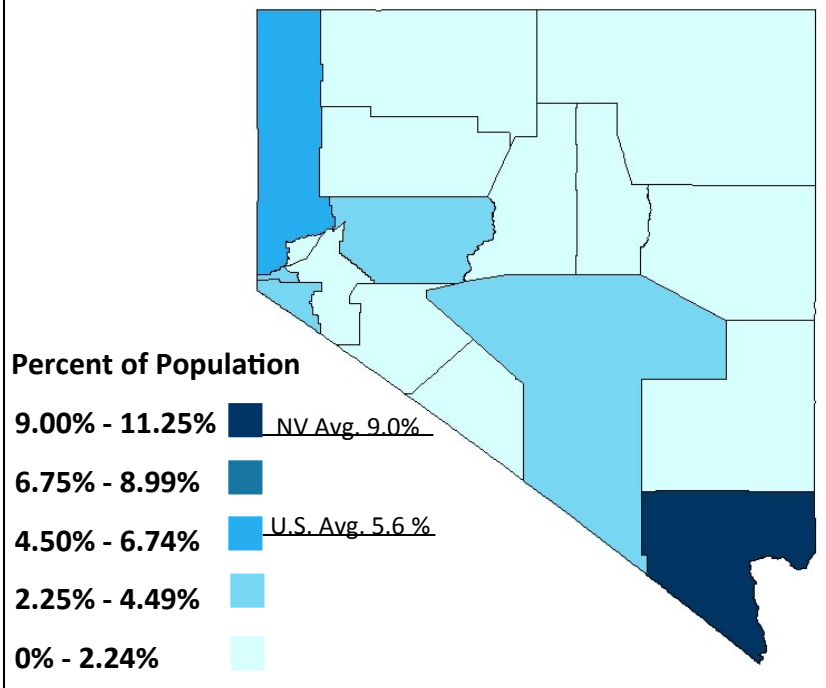 Percent of Population
9.00% - 11.25% NV Avg. 9.0%
6.75% - 8.99%
4.50% - 6.74% U.S. Avg. 5.6 %
2.25% - 4.49%
0% - 2.24%